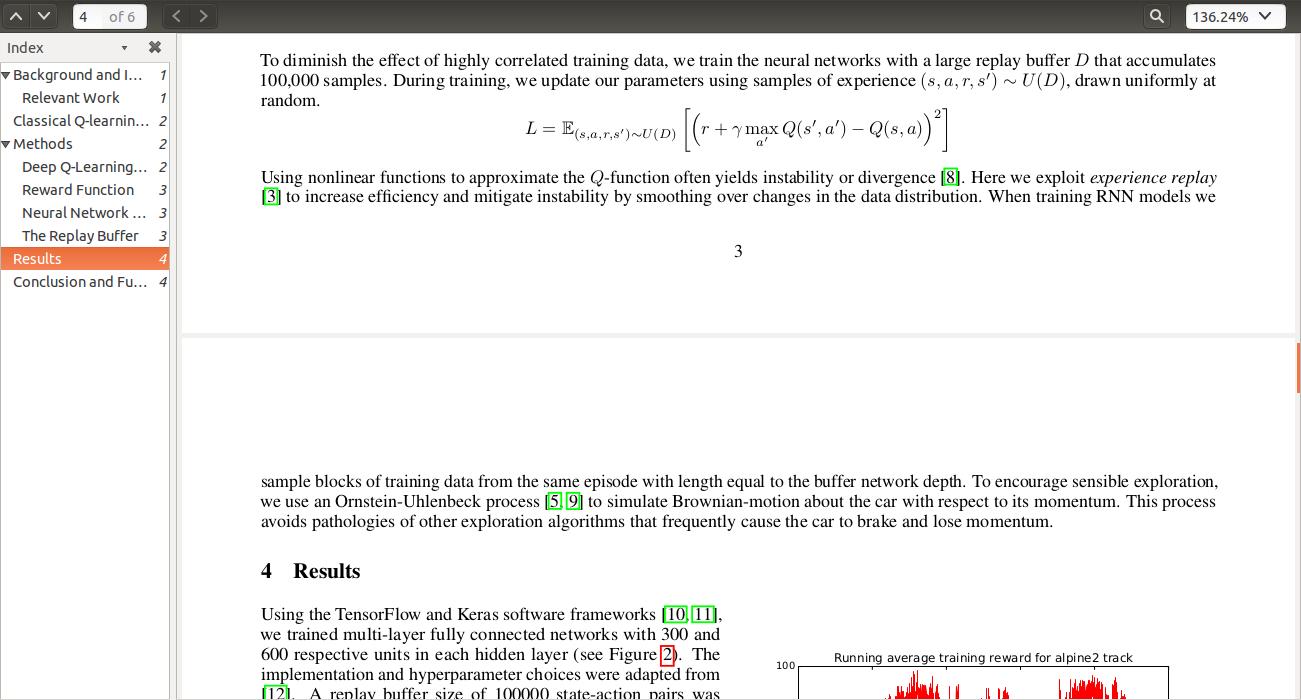 4 of 6
136.24%
Index
Background and I... 1
Relevant Work 1
Classical Q-learnin... 2
Methods 2
Deep Q-Learning... 2
Reward Function 3
Neural Network ... 3
The Replay Buffer 3
Results 4
Conclusion and Fu... 4
To diminish the effect of highly correlated training data, we train the neural networks with a large replay buffer D that accumulates
100,000 samples. During training, we update our parameters using samples of experience (s, a, r, s′) ∼ U(D), drawn uniformly at
random.
L = 𝔼_{(s,a,r,s′)∼U(D)} [(r + γ max_{a′} Q(s′, a′) − Q(s, a))²]
Using nonlinear functions to approximate the Q-function often yields instability or divergence [8]. Here we exploit experience replay
[3] to increase efficiency and mitigate instability by smoothing over changes in the data distribution. When training RNN models we
3
sample blocks of training data from the same episode with length equal to the buffer network depth. To encourage sensible exploration,
we use an Ornstein-Uhlenbeck process [5, 9] to simulate Brownian-motion about the car with respect to its momentum. This process
avoids pathologies of other exploration algorithms that frequently cause the car to brake and lose momentum.
4 Results
Using the TensorFlow and Keras software frameworks [10, 11],
we trained multi-layer fully connected networks with 300 and
600 respective units in each hidden layer (see Figure 2). The
implementation and hyperparameter choices were adapted from
[12]. A replay buffer size of 100000 state-action pairs was
Running average training reward for alpine2 track
100